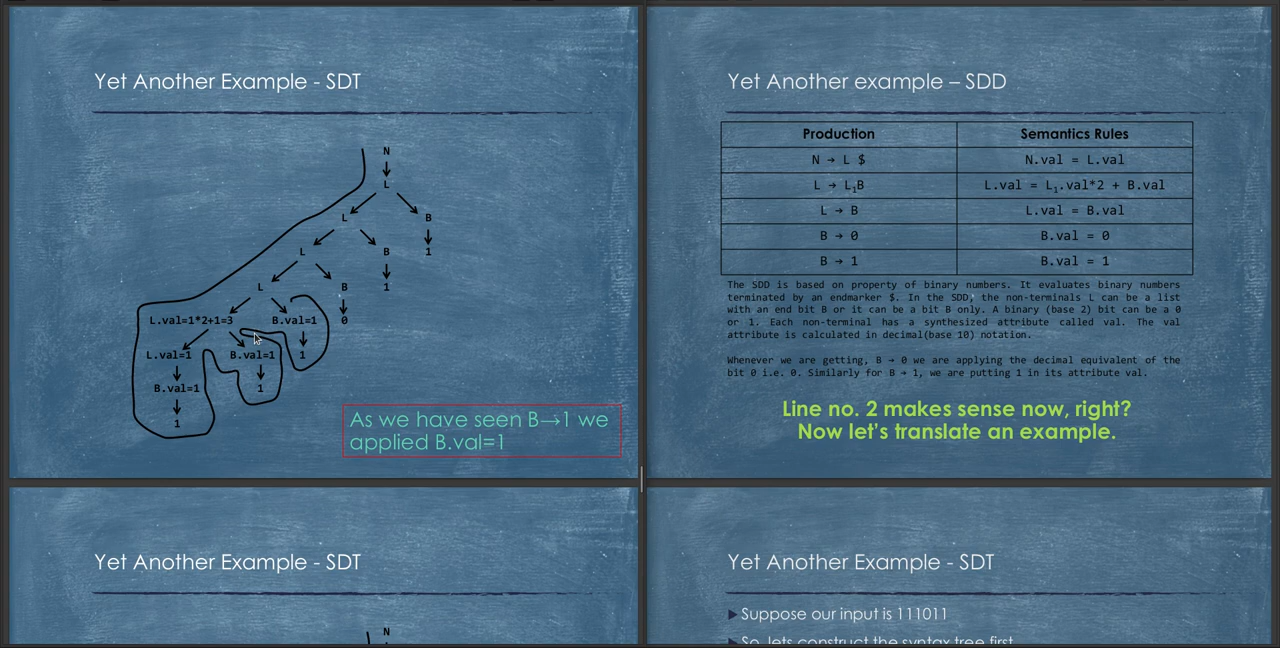 Yet Another Example - SDT
N
L
L B
L B 1
L B 1
L.val=1*2+1=3 B.val=1 0
L.val=1 B.val=1 1
B.val=1 1
1
As we have seen B→1 we
applied B.val=1
Yet Another example – SDD
Production Semantics Rules
N → L $ N.val = L.val
L → L₁B L.val = L₁.val*2 + B.val
L → B L.val = B.val
B → 0 B.val = 0
B → 1 B.val = 1
The SDD is based on property of binary numbers. It evaluates binary numbers
terminated by an endmarker $. In the SDD, the non-terminals L can be a list
with an end bit B or it can be a bit B only. A binary (base 2) bit can be a 0
or 1. Each non-terminal has a synthesized attribute called val. The val
attribute is calculated in decimal(base 10) notation.
Whenever we are getting, B → 0 we are applying the decimal equivalent of the
bit 0 i.e. 0. Similarly for B → 1, we are putting 1 in its attribute val.
Line no. 2 makes sense now, right?
Now let's translate an example.
Yet Another Example - SDT
N
Yet Another Example - SDT
Suppose our input is 111011
So, lets construct the syntax tree first